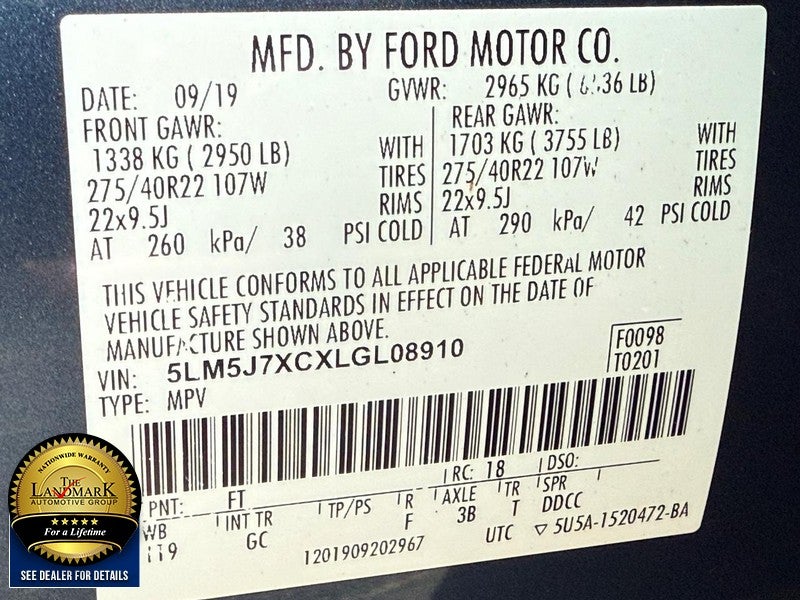 MFD. BY FORD MOTOR CO.
DATE: 09/19 GVWR: 2965 KG
FRONT GAWR: REAR GAWR:
1338 KG ( 2950 LB) WITH 1703 KG ( 3755 LB) WITH
275/40R22 107W TIRES 275/40R22 107W TIRES
22x9.5J RIMS 22x9.5J RIMS
AT 260 kPa/ 38 PSI COLD AT 290 kPa/ 42 PSI COLD
THIS VEHICLE CONFORMS TO ALL APPLICABLE FEDERAL MOTOR
VEHICLE SAFETY STANDARDS IN EFFECT ON THE DATE OF
MANUFACTURE SHOWN ABOVE.
VIN: 5LM5J7XCXLGL08910 F0098
TYPE: MPV T0201
RC: 18 DSO:
PNT: FT
WB INT TR TP/PS R AXLE TR SPR
119 GC F 3B T DDCC
1201909202967 UTC ▽ 5U5A-1520472-BA
NATIONWIDE WARRANTY
THE
LANDMARK
AUTOMOTIVE GROUP
For a Lifetime
SEE DEALER FOR DETAILS